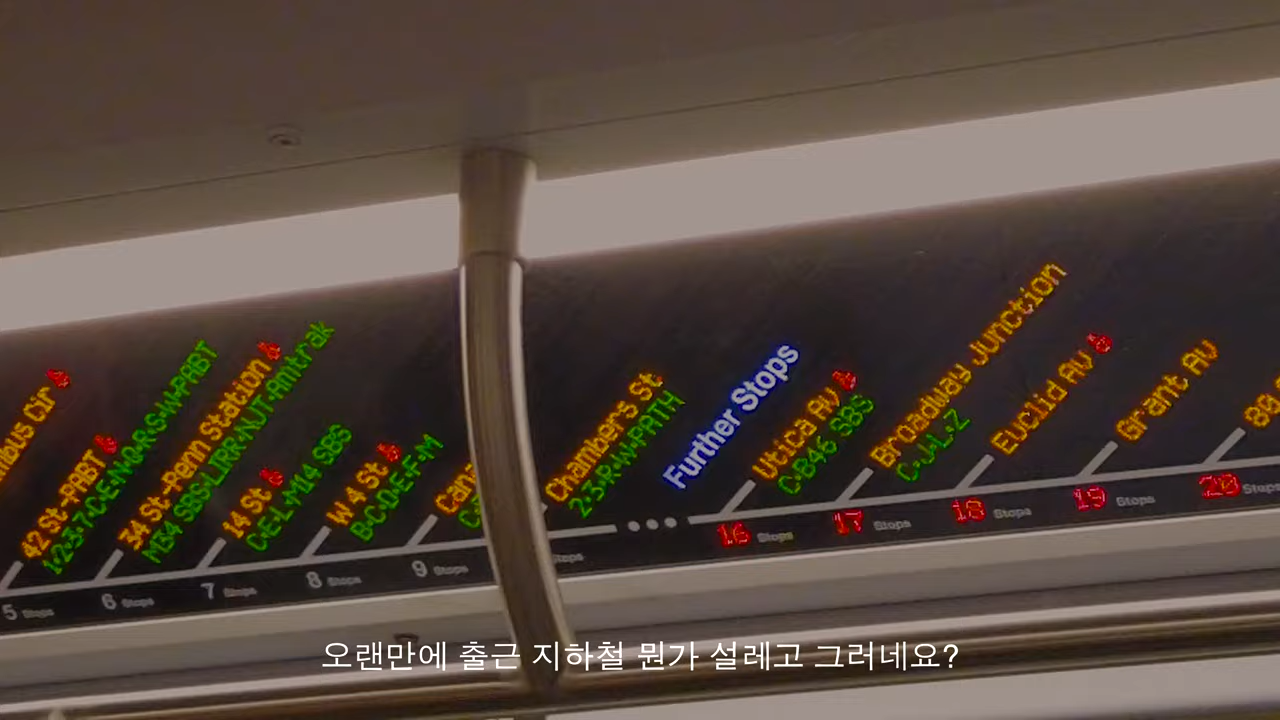 mbus Cir
42 St-PABT
1-2-3-7-C-E-N-Q-R-S-W-PABT
34 St-Penn Station
M34 SBS-LIRR-NJT-Amtrak
14 St
C-E-L-M14 SBS
W 4 St
B-C-D-E-F-M
Can
Chambers St
2-3-R-W-PATH
Further Stops
Utica Av
C-B46 SBS
Broadway Junction
C-J-L-Z
Euclid Av
Grant Av
5 Stops
6 Stops
7 Stops
8 Stops
9 Stops
16 Stops
17 Stops
18 Stops
19 Stops
20 Stops
오랜만에 출근 지하철 뭔가 설레고 그러네요?